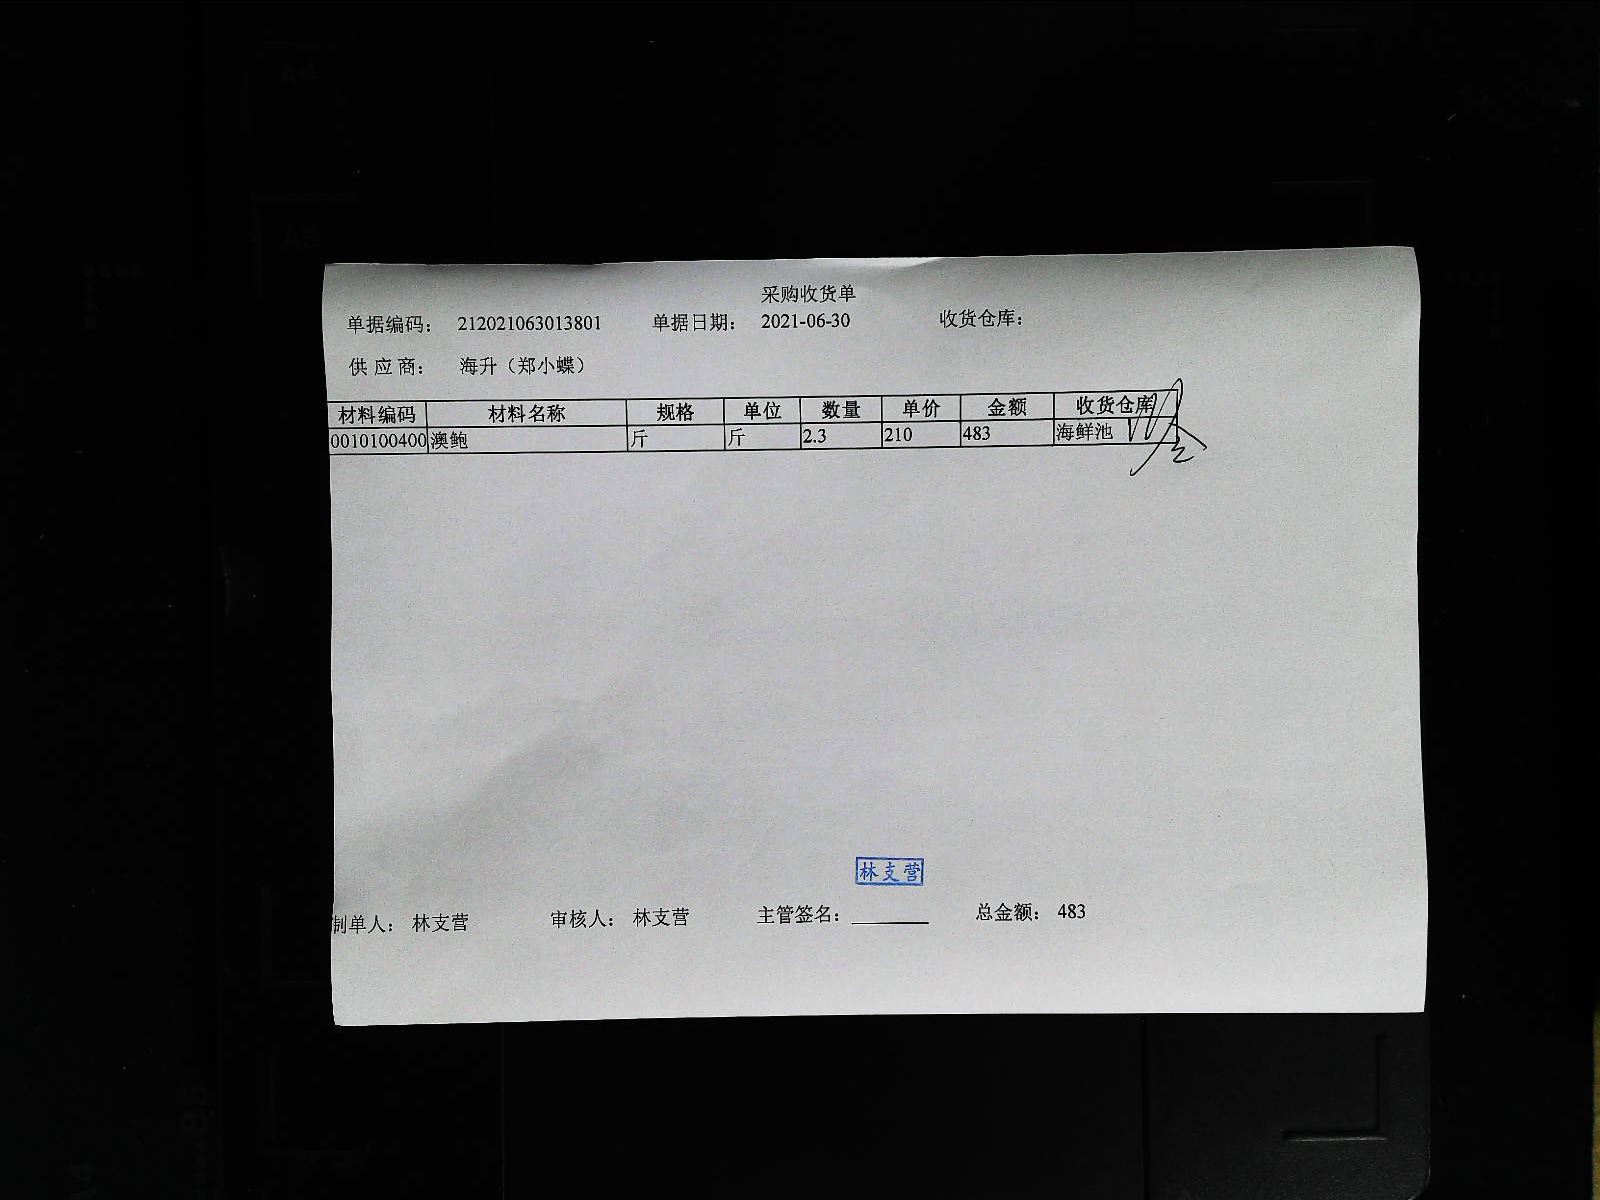 采购收货单
单据编码： 212021063013801 单据日期： 2021-06-30 收货仓库：
供 应 商： 海升（郑小蝶）
材料编码 材料名称 规格 单位 数量 单价 金额 收货仓库
0010100400 澳鲍 斤 斤 2.3 210 483 海鲜池
林支营
制单人： 林支营 审核人： 林支营 主管签名： 总金额： 483